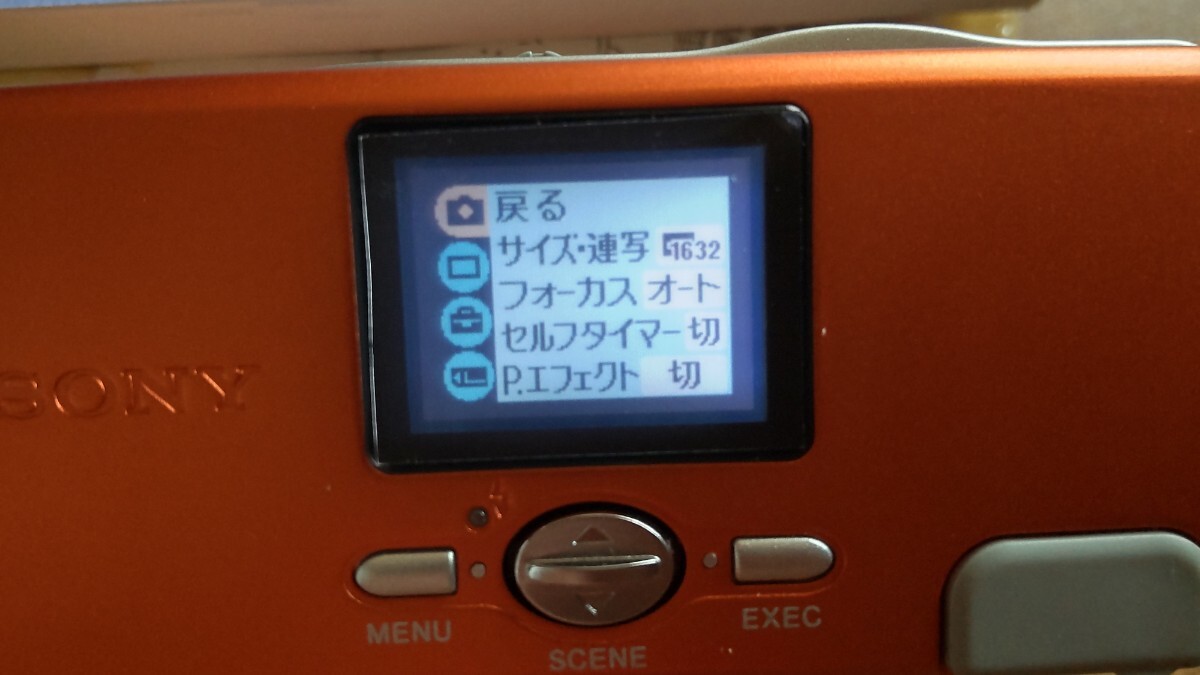 戻る
サイズ・連写 1632
フォーカス オート
セルフタイマー 切
P.エフェクト 切
SONY
MENU
EXEC
SCENE